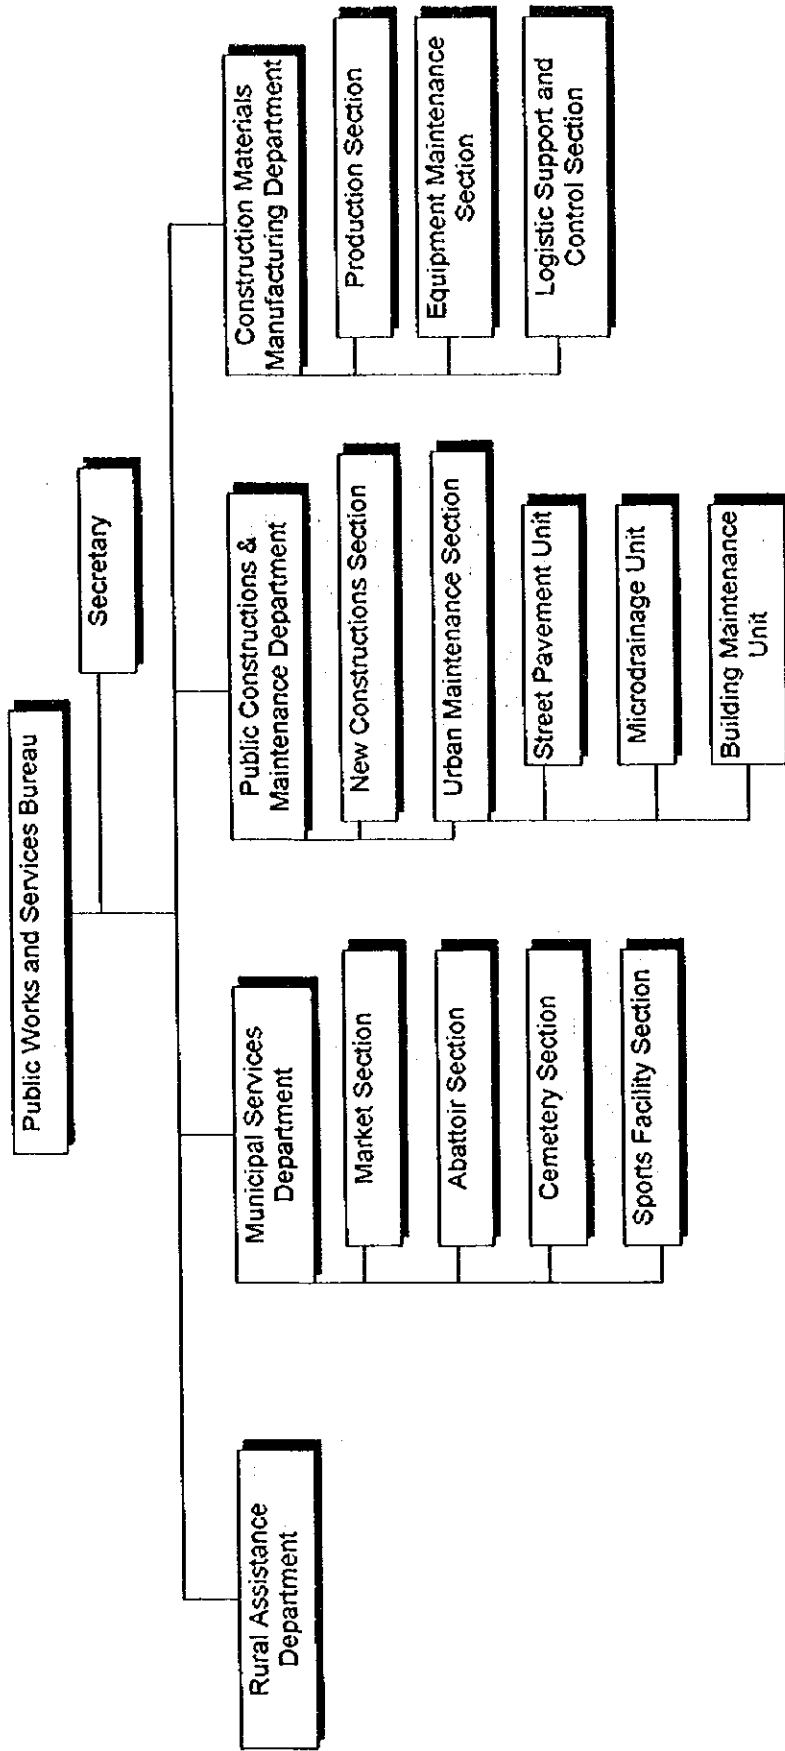 Public Works and Services Bureau
Secretary
Rural Assistance
Department
Municipal Services
Department
Market Section
Abattoir Section
Cemetery Section
Sports Facility Section
Public Constructions &
Maintenance Department
New Constructions Section
Urban Maintenance Section
Street Pavement Unit
Microdrainage Unit
Building Maintenance
Unit
Construction Materials
Manufacturing Department
Production Section
Equipment Maintenance
Section
Logistic Support and
Control Section